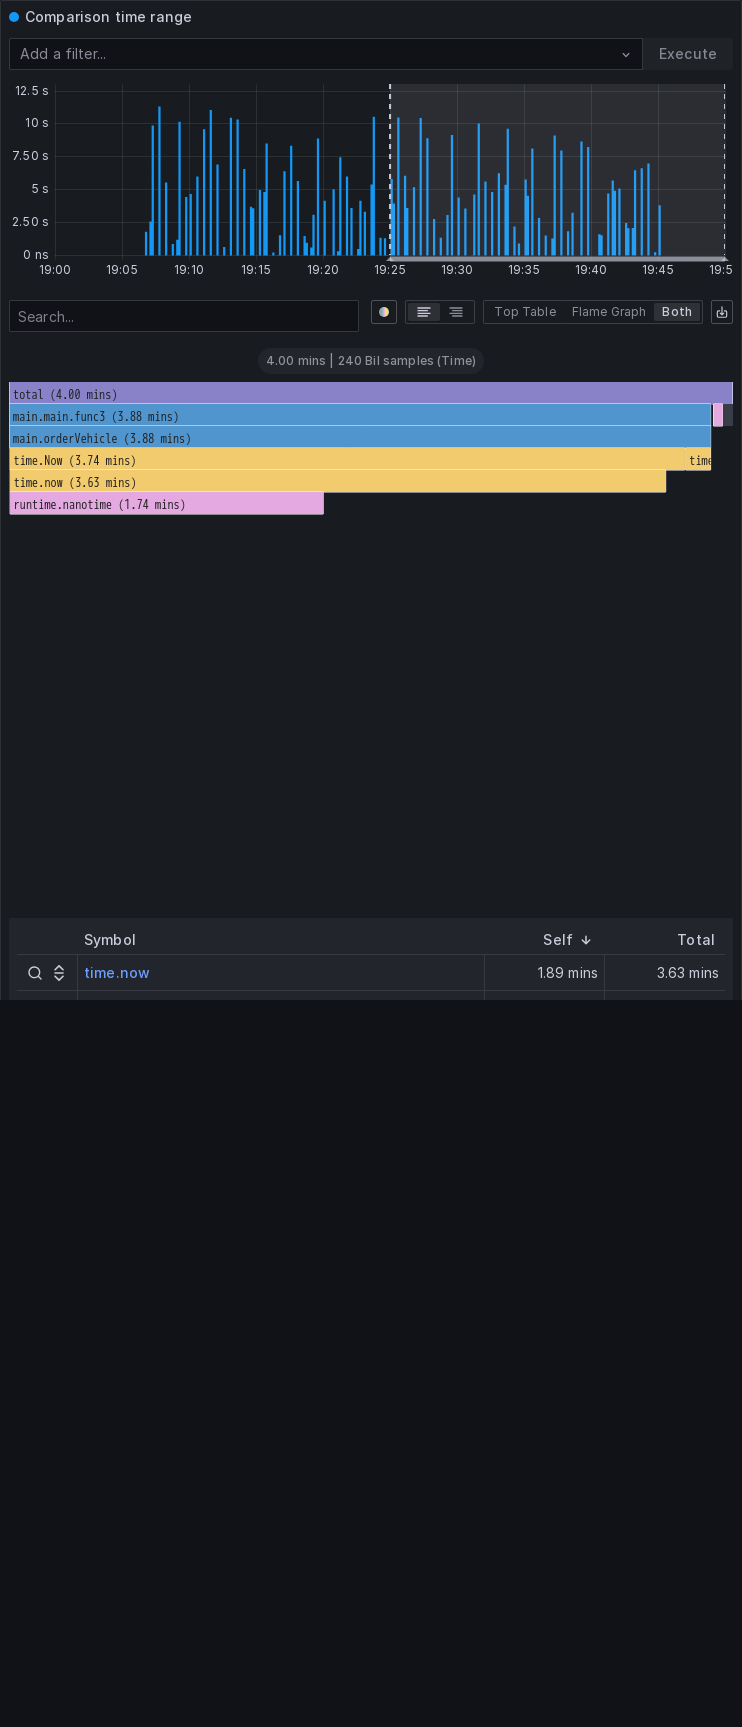 Comparison time range
Add a filter...
Execute
12.5 s
10 s
7.50 s
5 s
2.50 s
0 ns
19:00 19:05 19:10 19:15 19:20 19:25 19:30 19:35 19:40 19:45 19:5
Search...
Top Table Flame Graph Both
4.00 mins | 240 Bil samples (Time)
total (4.00 mins)
main.main.func3 (3.88 mins)
main.orderVehicle (3.88 mins)
time.Now (3.74 mins) time
time.now (3.63 mins)
runtime.nanotime (1.74 mins)
Symbol Self Total
time.now 1.89 mins 3.63 mins